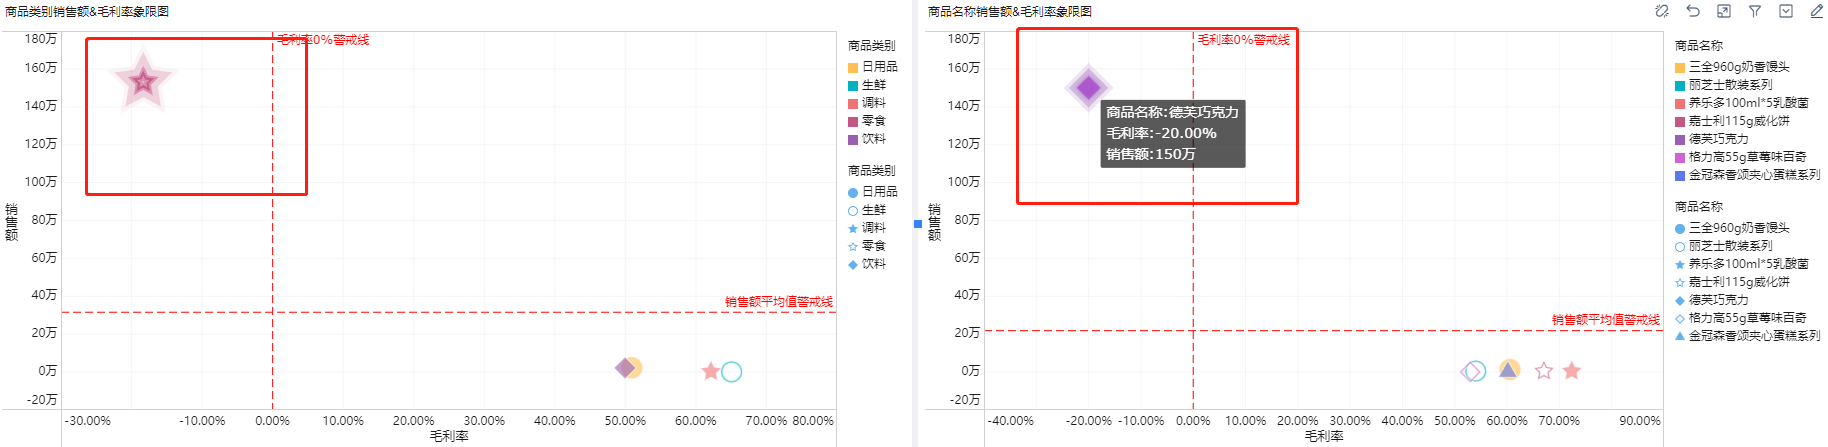 商品类别销售额&毛利率象限图
180万
160万
140万
120万
100万
80万
60万
40万
20万
0万
-20万
销售额
毛利率0%警戒线
销售额平均值警戒线
-30.00%
-10.00%
0.00%
10.00%
20.00%
30.00%
40.00%
50.00%
60.00%
70.00%
80.00%
毛利率
商品类别
日用品
生鲜
调料
零食
饮料
商品类别
日用品
生鲜
调料
零食
饮料
商品名称销售额&毛利率象限图
180万
160万
140万
120万
100万
80万
60万
40万
20万
0万
-20万
销售额
毛利率0%警戒线
商品名称:德芙巧克力
毛利率:-20.00%
销售额:150万
销售额平均值警戒线
-40.00%
-20.00%
-10.00%
0.00%
10.00%
20.00%
30.00%
40.00%
50.00%
60.00%
70.00%
90.00%
毛利率
商品名称
三全960g奶香馒头
丽芝士散装系列
养乐多100ml*5乳酸菌
嘉士利115g威化饼
德芙巧克力
格力高55g草莓味百奇
金冠森香颂夹心蛋糕系列
商品名称
三全960g奶香馒头
丽芝士散装系列
养乐多100ml*5乳酸菌
嘉士利115g威化饼
德芙巧克力
格力高55g草莓味百奇
金冠森香颂夹心蛋糕系列